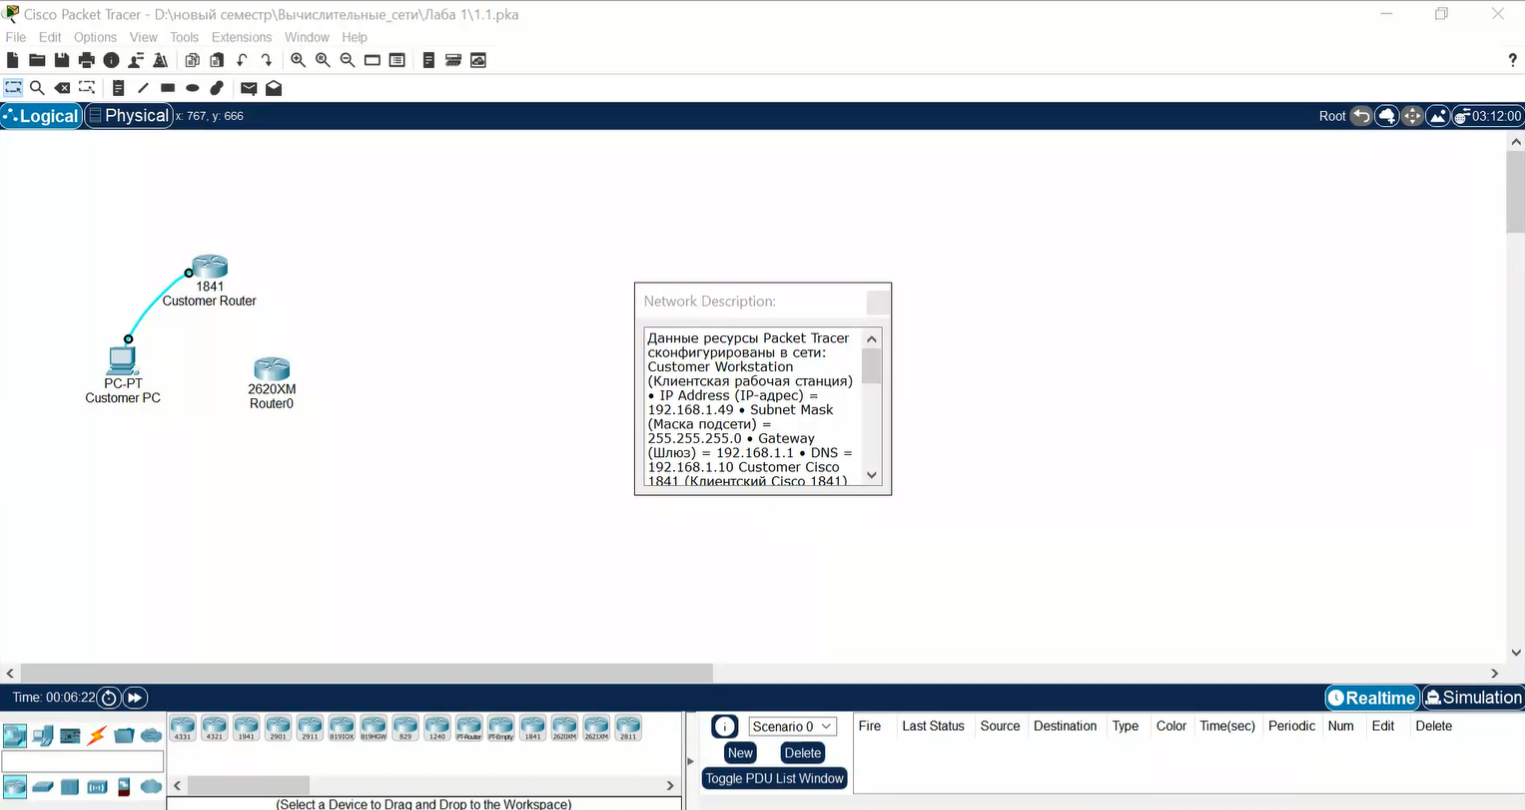 Cisco Packet Tracer - D:\новый семестр\Вычислительные_сети\Лаба 1\1.1.pka
File Edit Options View Tools Extensions Window Help
?
Logical Physical x: 767, y: 666 Root 03:12:00
1841
Customer Router
PC-PT
Customer PC
2620XM
Router0
Network Description:
Данные ресурсы Packet Tracer
сконфигурированы в сети:
Customer Workstation
(Клиентская рабочая станция)
• IP Address (IP-адрес) =
192.168.1.49 • Subnet Mask
(Маска подсети) =
255.255.255.0 • Gateway
(Шлюз) = 192.168.1.1 • DNS =
192.168.1.10 Customer Cisco
1841 (Клиентский Cisco 1841)
Time: 00:06:22 Realtime Simulation
4331 4321 1941 2901 2911 819IOX 819HGW 829 1240 PT-Router PT-Empty 1841 2620XM 2621XM 2811
(Select a Device to Drag and Drop to the Workspace)
Scenario 0
New Delete
Toggle PDU List Window
Fire Last Status Source Destination Type Color Time(sec) Periodic Num Edit Delete